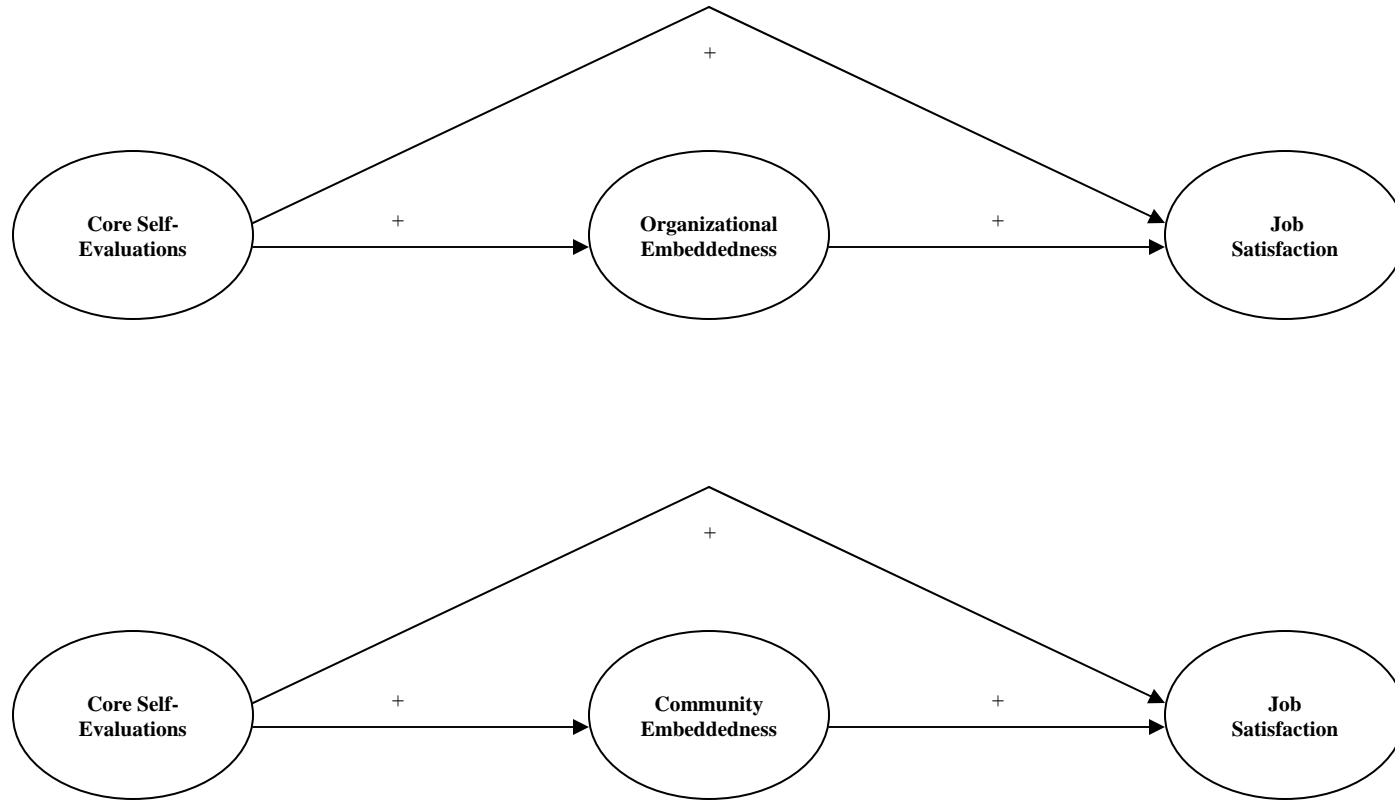 +
Core Self-
Evaluations
+
Organizational
Embeddedness
+
Job
Satisfaction
+
Core Self-
Evaluations
+
Community
Embeddedness
+
Job
Satisfaction